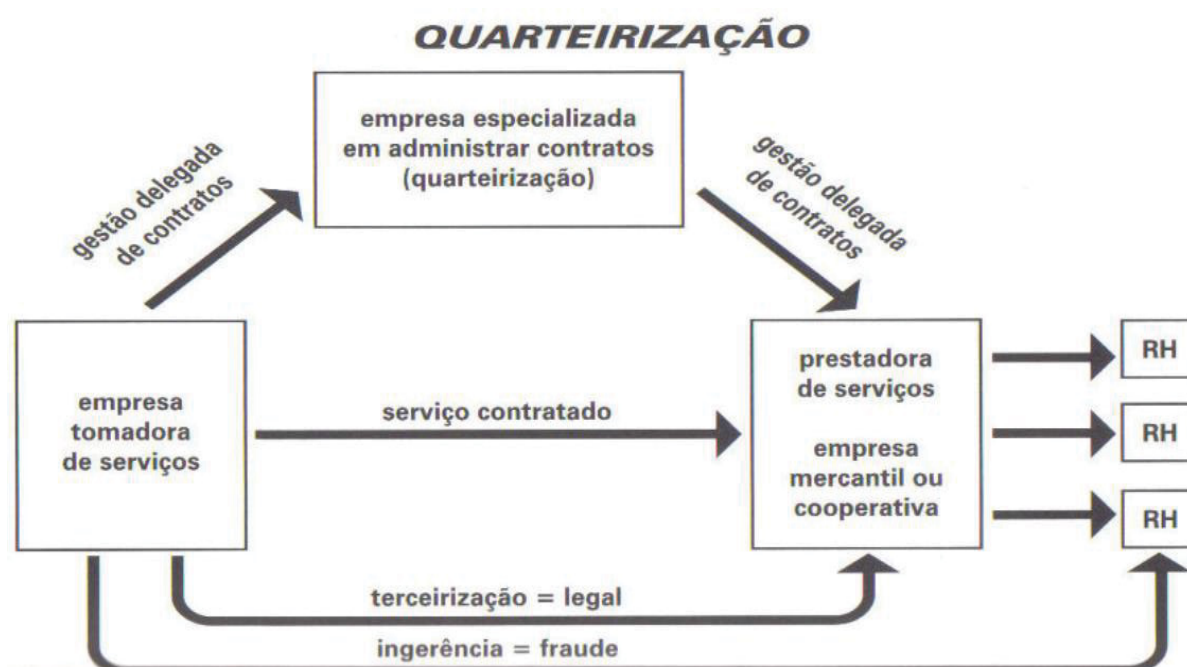 QUARTEIRIZAÇÃO
empresa especializada
em administrar contratos
(quarteirização)
gestão delegada
de contratos
gestão delegada
de contratos
empresa
tomadora
de serviços
serviço contratado
prestadora
de serviços
empresa
mercantil ou
cooperativa
RH
RH
RH
terceirização = legal
ingerência = fraude